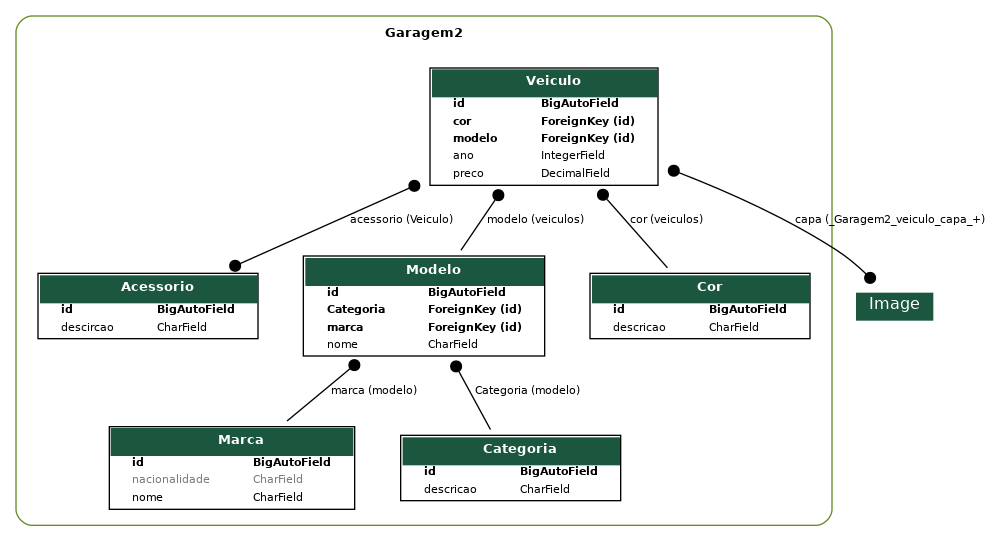 Garagem2
Veiculo
id BigAutoField
cor ForeignKey (id)
modelo ForeignKey (id)
ano IntegerField
preco DecimalField
acessorio (Veiculo)
modelo (veiculos)
cor (veiculos)
capa (_Garagem2_veiculo_capa_+)
Acessorio
id BigAutoField
descircao CharField
Modelo
id BigAutoField
Categoria ForeignKey (id)
marca ForeignKey (id)
nome CharField
Cor
id BigAutoField
descricao CharField
Image
marca (modelo)
Categoria (modelo)
Marca
id BigAutoField
nacionalidade CharField
nome CharField
Categoria
id BigAutoField
descricao CharField